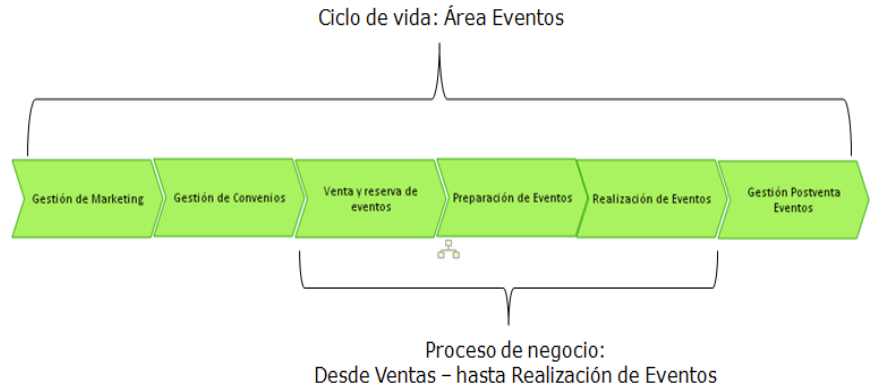 Ciclo de vida: Área Eventos
Gestión de Marketing
Gestión de Convenios
Venta y reserva de
eventos
Preparación de Eventos
Realización de Eventos
Gestión Postventa
Eventos
Proceso de negocio:
Desde Ventas – hasta Realización de Eventos